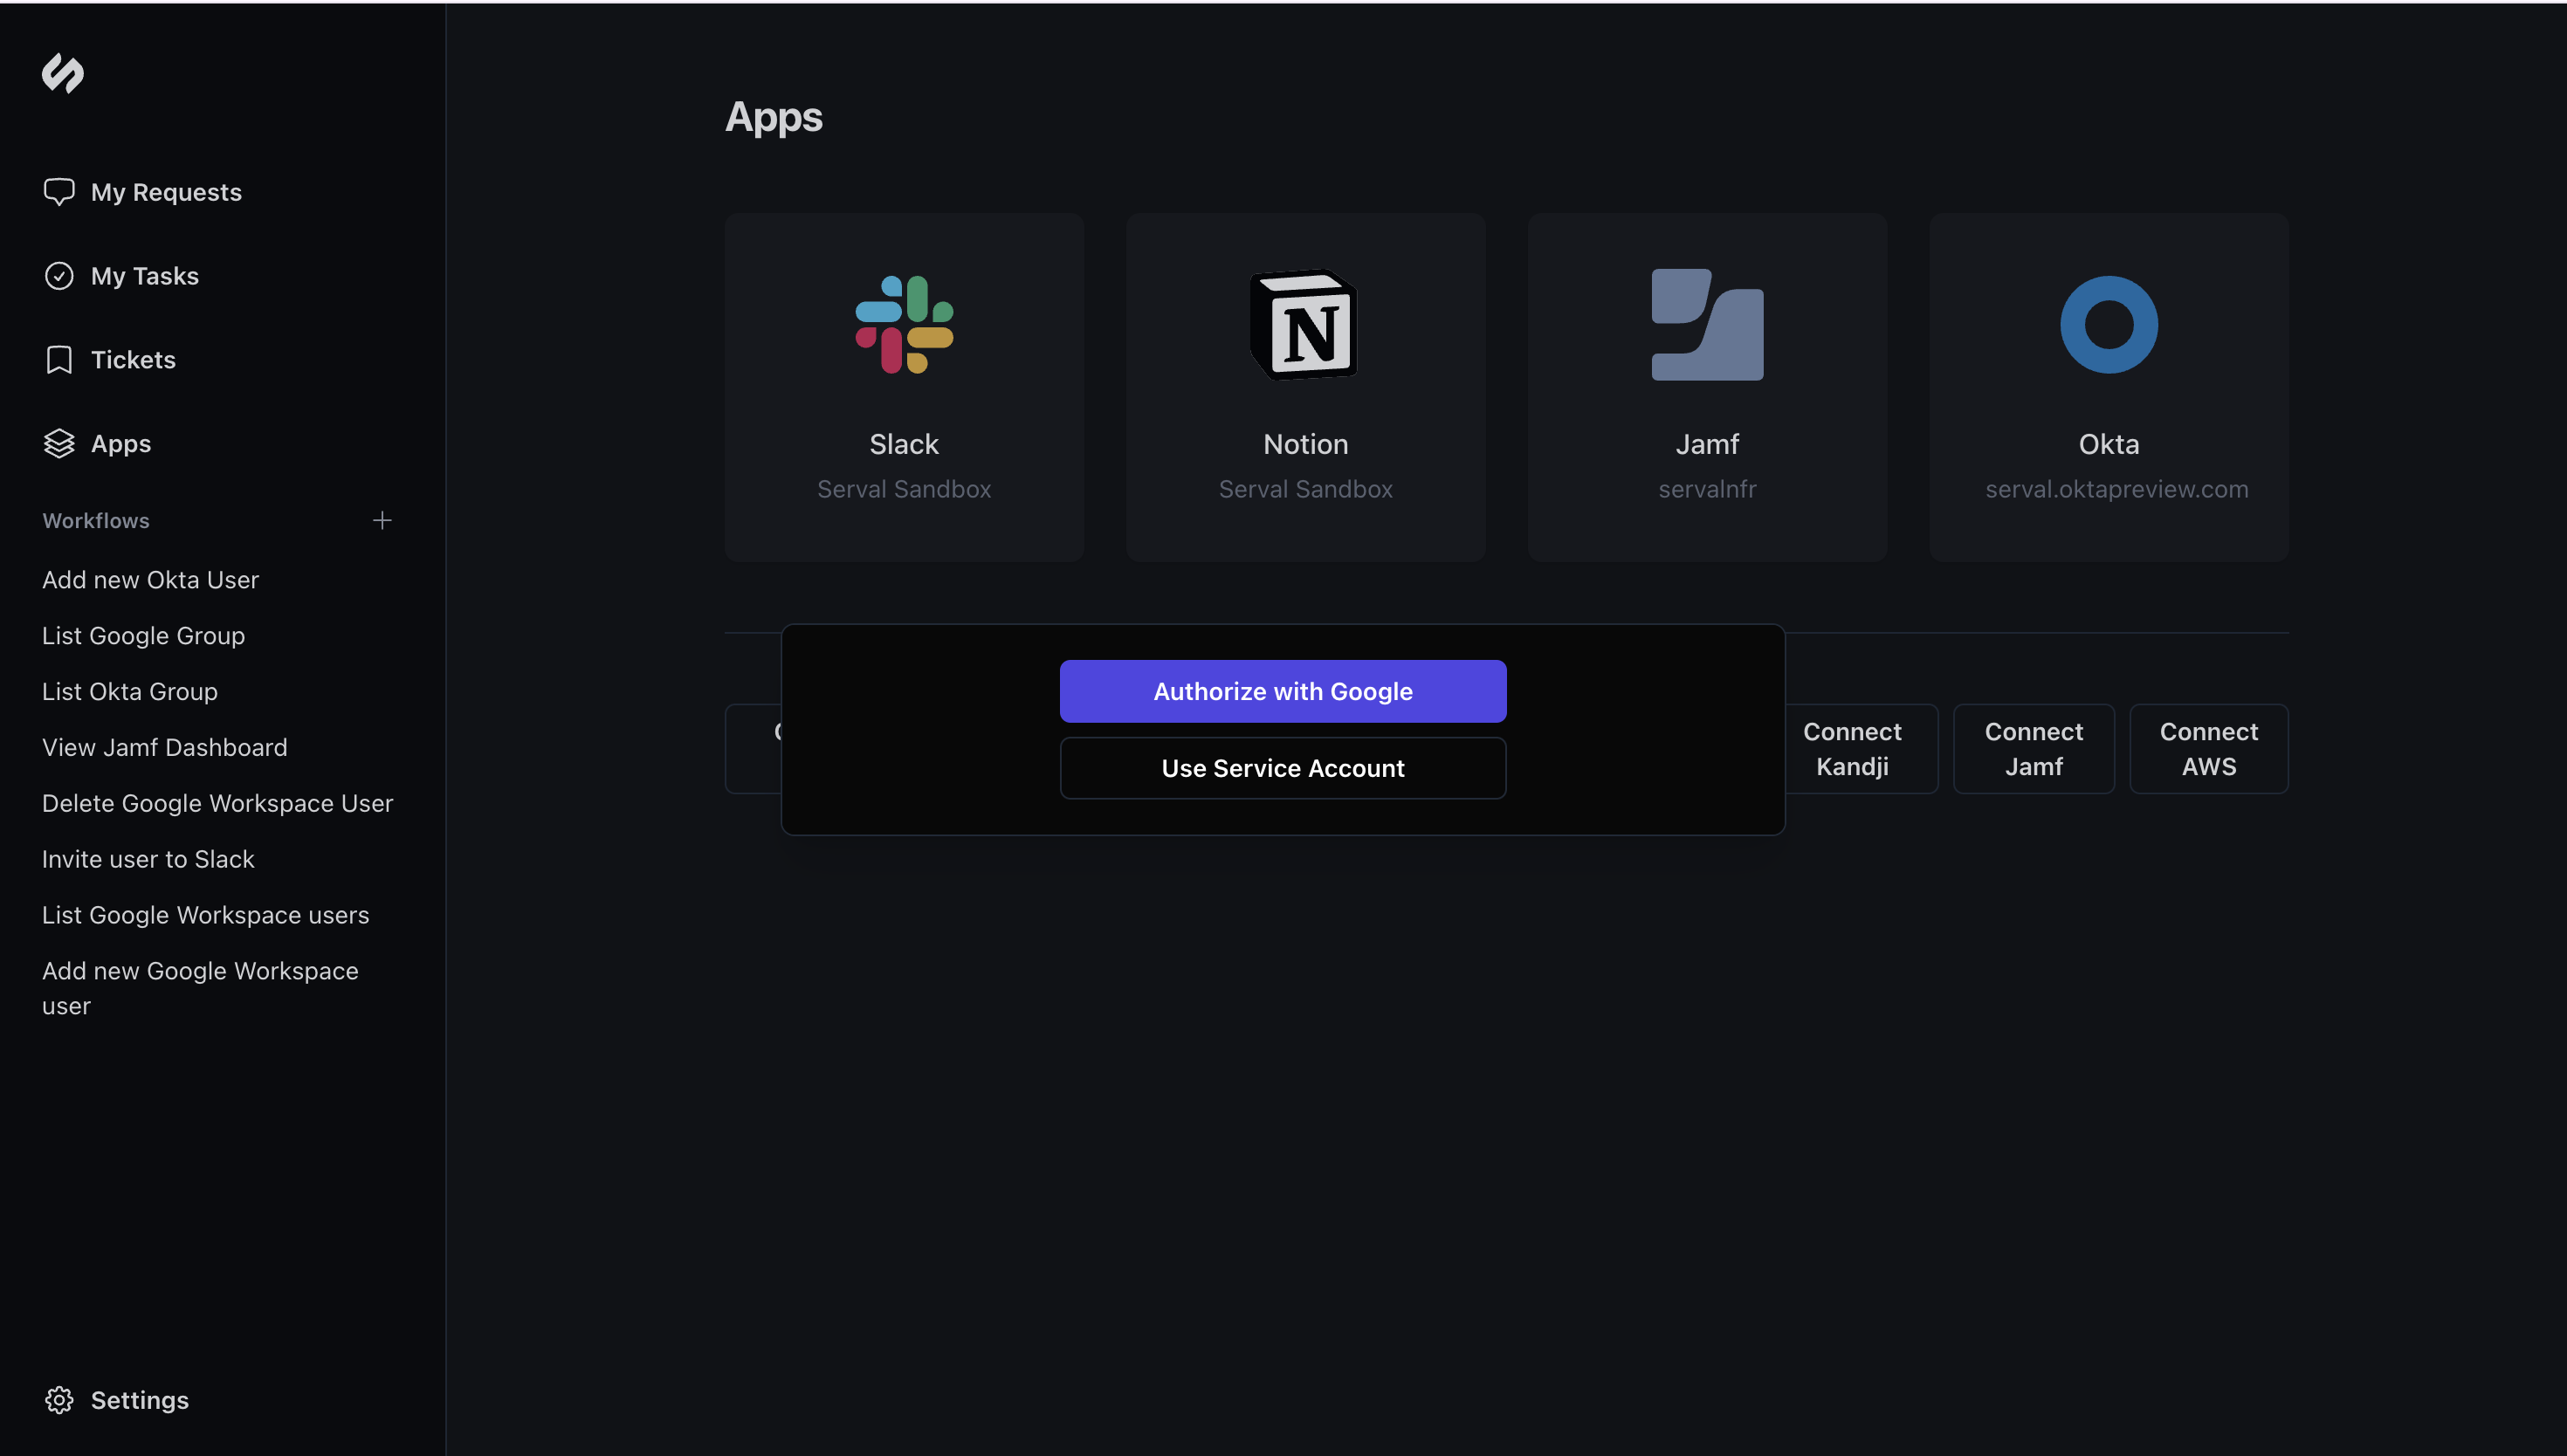 My Requests
My Tasks
Tickets
Apps
Workflows
Add new Okta User
List Google Group
List Okta Group
View Jamf Dashboard
Delete Google Workspace User
Invite user to Slack
List Google Workspace users
Add new Google Workspace
user
Settings
Apps
Slack
Serval Sandbox
Notion
Serval Sandbox
Jamf
servalnfr
Okta
serval.oktapreview.com
Authorize with Google
Use Service Account
Connect
Kandji
Connect
Jamf
Connect
AWS